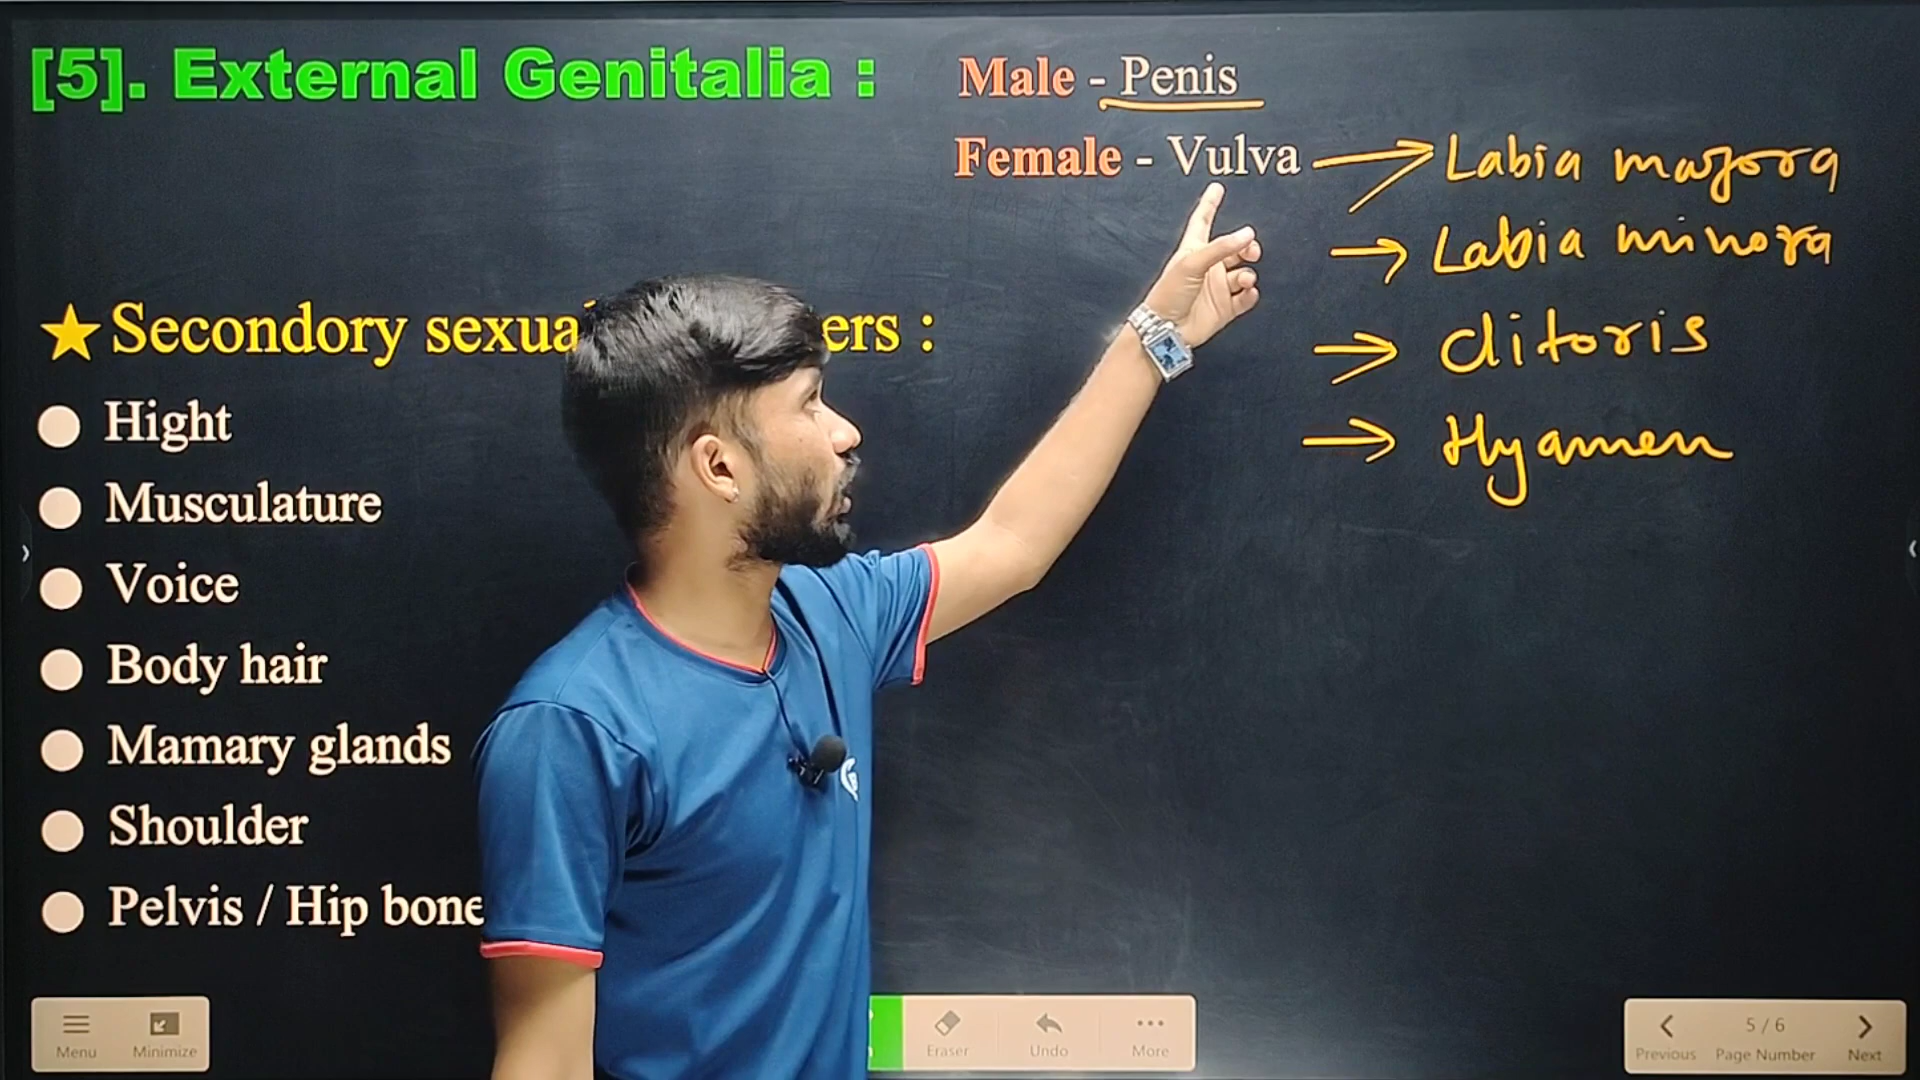 [5]. External Genitalia :
Male - Penis
Female - Vulva → Labia majora
→ Labia minora
→ clitoris
→ Hyamen
★ Secondory sexua ers :
Hight
Musculature
Voice
Body hair
Mamary glands
Shoulder
Pelvis / Hip bone
Menu
Minimize
Eraser
Undo
More
Previous
5 / 6
Page Number
Next